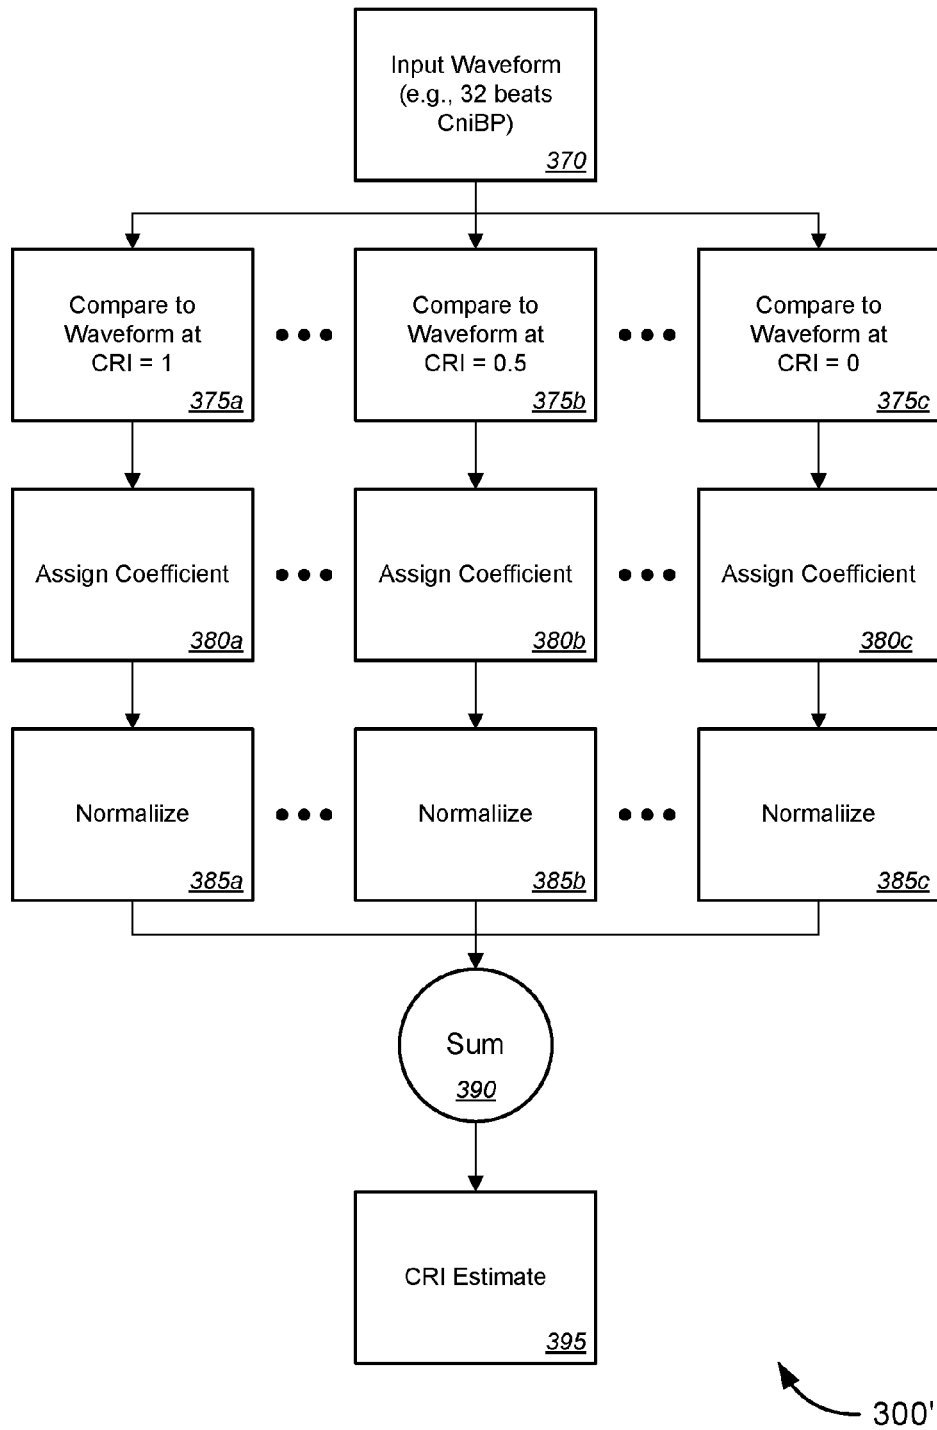 Input Waveform
(e.g., 32 beats
CniBP)
370
Compare to
Waveform at
CRI = 1
375a
Compare to
Waveform at
CRI = 0.5
375b
Compare to
Waveform at
CRI = 0
375c
Assign Coefficient
380a
Assign Coefficient
380b
Assign Coefficient
380c
Normaliize
385a
Normaliize
385b
Normaliize
385c
Sum
390
CRI Estimate
395
300'